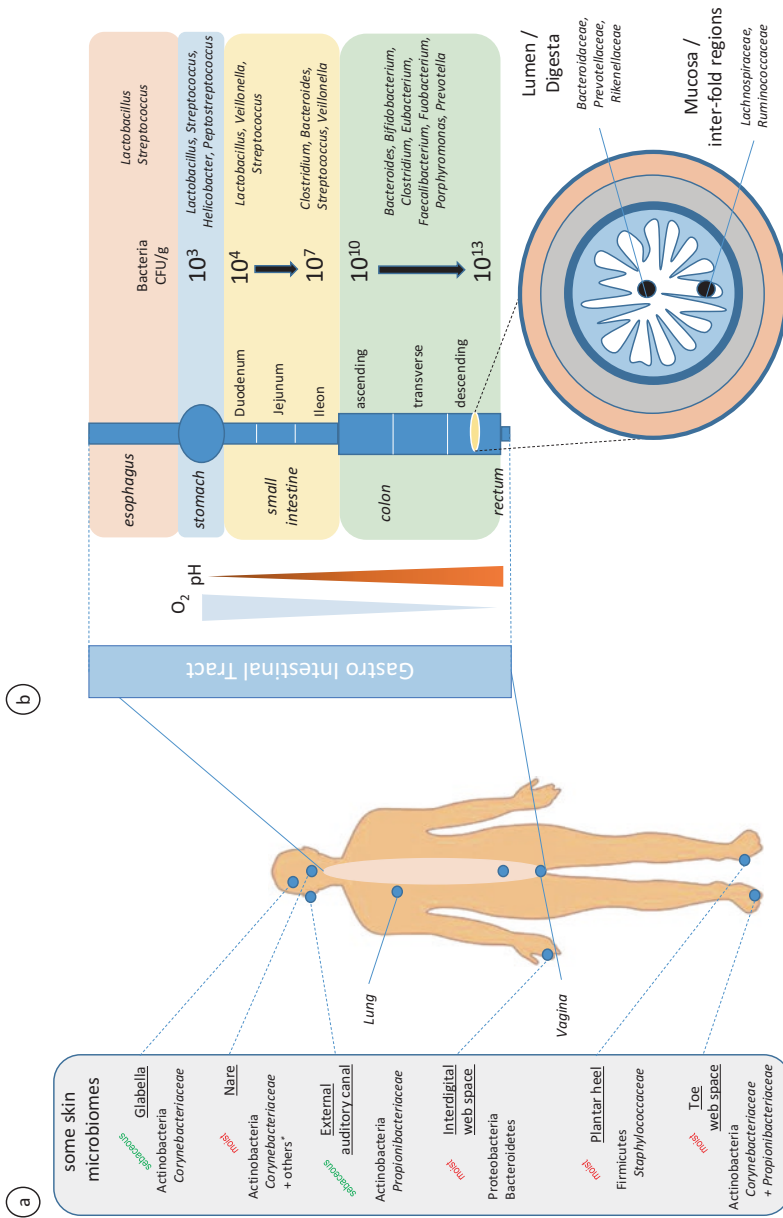 a
some skin
microbiomes
sebaceous
Glabella
Actinobacteria
Corynebacteriaceae
moist
Nare
Actinobacteria
Corynebacteriaceae
+ others*
sebaceous
External
auditory canal
Actinobacteria
Propionibacteriaceae
moist
Interdigital
web space
Proteobacteria
Bacteroidetes
moist
Plantar heel
Firmicutes
Staphylococcaceae
moist
Toe
web space
Actinobacteria
Corynebacteriaceae
+ Propionibacteriaceae
Lung
Vagina
b
Gastro Intestinal Tract
O2
pH
esophagus
stomach
small
intestine
colon
rectum
Duodenum
Jejunum
Ileon
ascending
transverse
descending
Bacteria
CFU/g
10³
10⁴
10⁷
10¹⁰
10¹³
Lactobacillus
Streptococcus
Lactobacillus, Streptococcus,
Helicobacter, Peptostreptococcus
Lactobacillus, Veillonella,
Streptococcus
Clostridium, Bacteroides,
Streptococcus, Veillonella
Bacteroides, Bifidobacterium,
Clostridium, Eubacterium,
Faecalibacterium, Fuobacterium,
Porphyromonas, Prevotella
Lumen /
Digesta
Bacteroidaceae,
Prevotellaceae,
Rikenellaceae
Mucosa /
inter-fold regions
Lachnospiraceae,
Ruminococcaceae